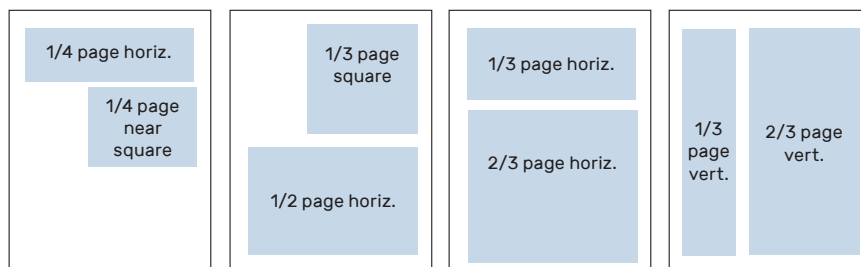 1/4 page horiz.
1/4 page
near
square
1/3 page
square
1/2 page horiz.
1/3 page horiz.
2/3 page horiz.
1/3
page
vert.
2/3 page
vert.